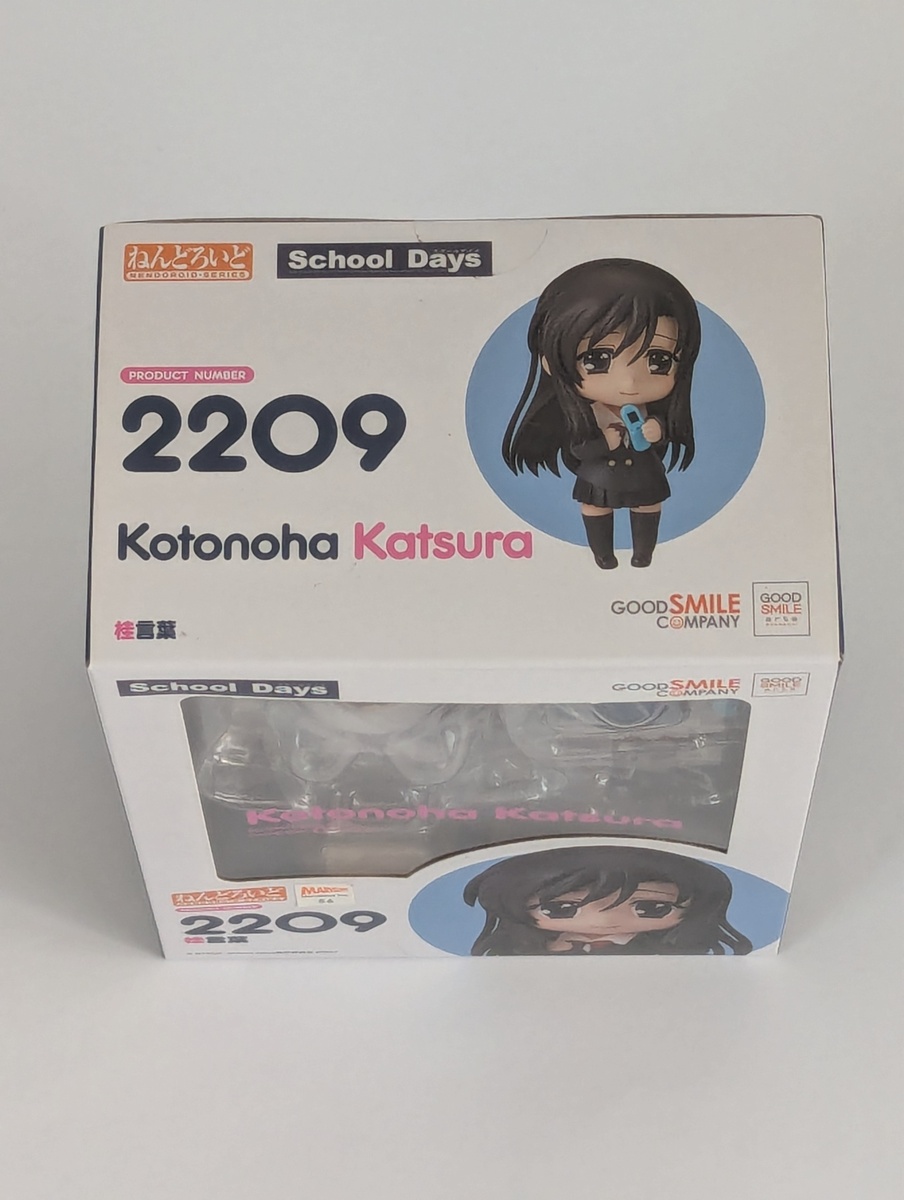 ねんどろいど
NENDOROID-SERIES
School Days
PRODUCT NUMBER
2209
Kotonoha Katsura
桂言葉
GOOD SMILE COMPANY
GOOD SMILE arts
School Days
GOOD SMILE COMPANY
GOOD SMILE
Kotonoha Katsura
ねんどろいど
2209
桂言葉